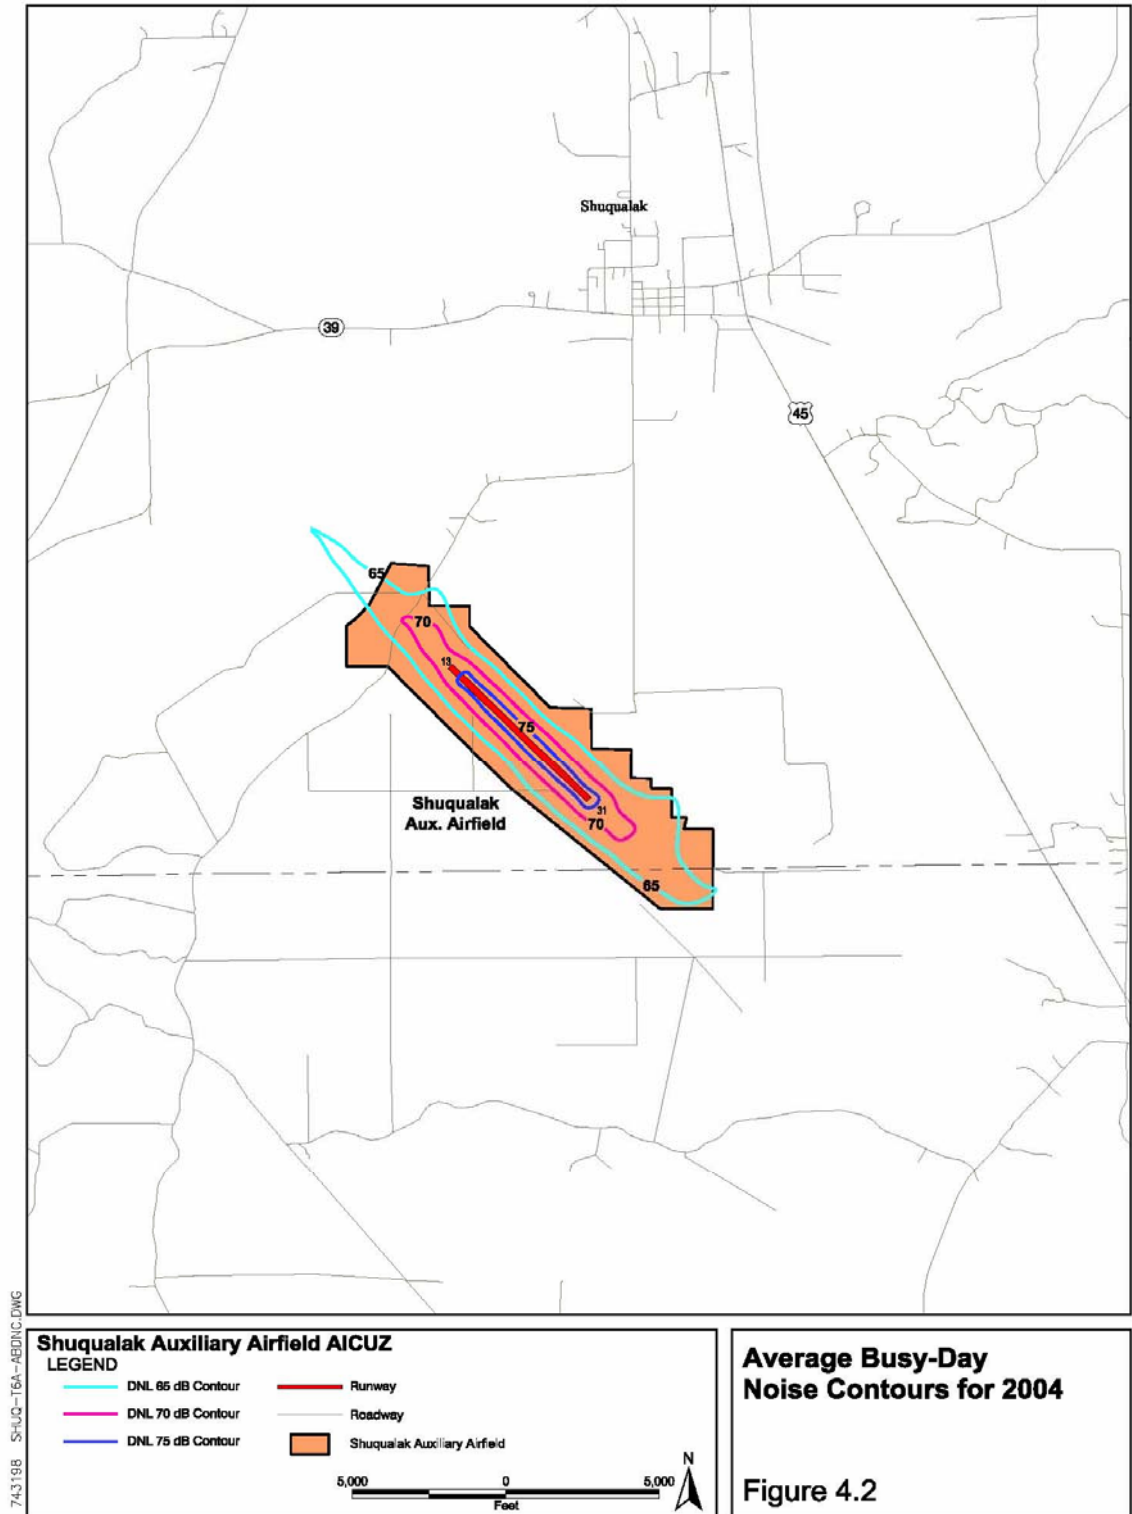 Shuqualak
39
45
65
70
13
75
31
70
65
Shuqualak
Aux. Airfield
743198 SHUQ-T6A-ABDNC.DWG
Shuqualak Auxiliary Airfield AICUZ
LEGEND
DNL 65 dB Contour
DNL 70 dB Contour
DNL 75 dB Contour
Runway
Roadway
Shuqualak Auxiliary Airfield
5,000 0 5,000
Feet
N
Average Busy-Day
Noise Contours for 2004
Figure 4.2